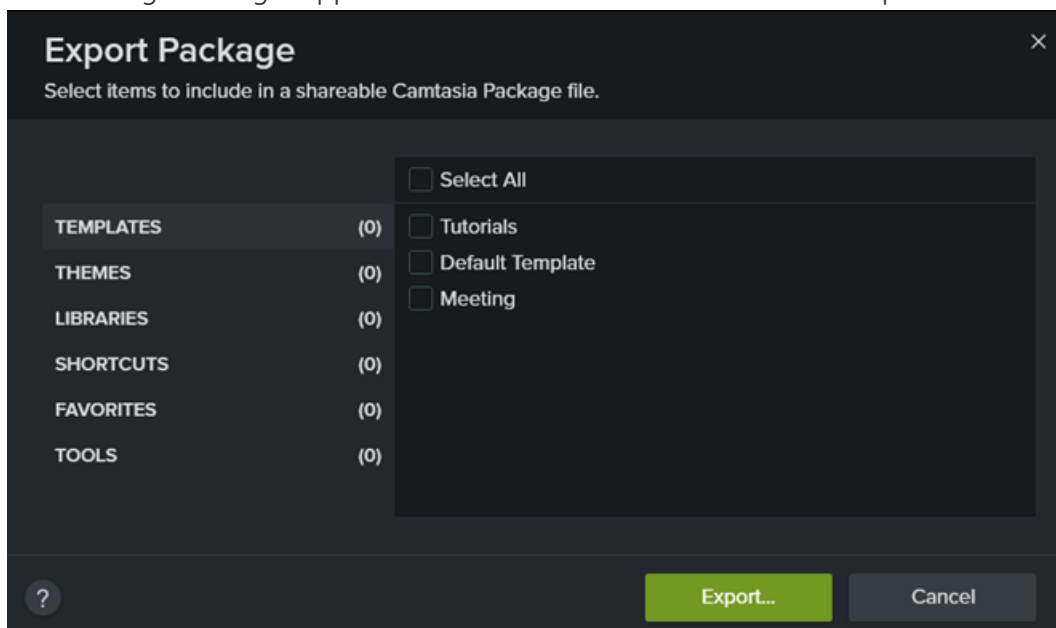 Export Package
Select items to include in a shareable Camtasia Package file.
Select All
TEMPLATES (0)
THEMES (0)
LIBRARIES (0)
SHORTCUTS (0)
FAVORITES (0)
TOOLS (0)
Tutorials
Default Template
Meeting
?
Export...
Cancel